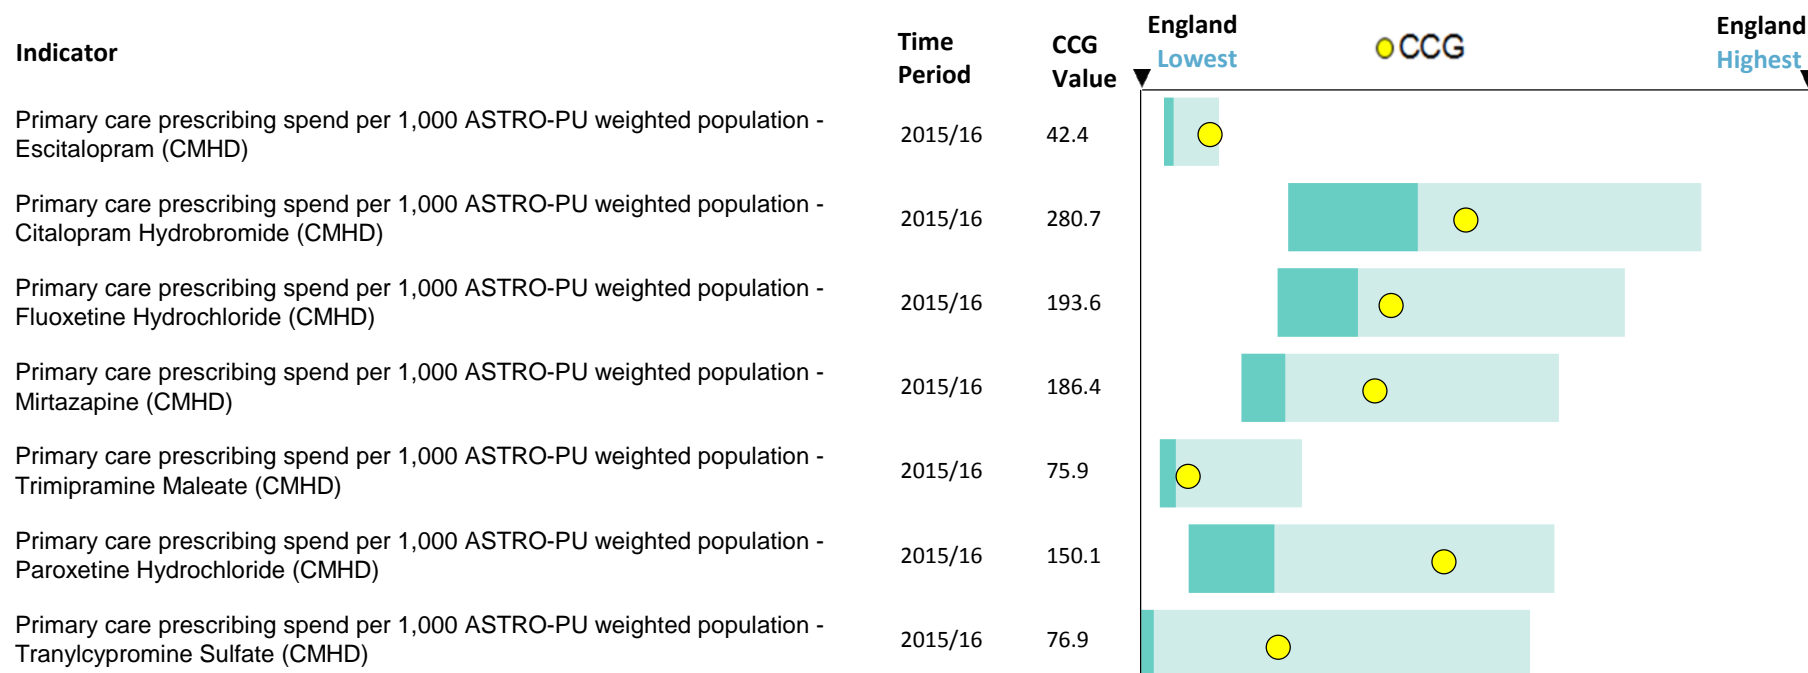 Indicator
Time Period
CCG Value
England Lowest
CCG
England Highest
Primary care prescribing spend per 1,000 ASTRO-PU weighted population -
Escitalopram (CMHD)
2015/16
42.4
Primary care prescribing spend per 1,000 ASTRO-PU weighted population -
Citalopram Hydrobromide (CMHD)
2015/16
280.7
Primary care prescribing spend per 1,000 ASTRO-PU weighted population -
Fluoxetine Hydrochloride (CMHD)
2015/16
193.6
Primary care prescribing spend per 1,000 ASTRO-PU weighted population -
Mirtazapine (CMHD)
2015/16
186.4
Primary care prescribing spend per 1,000 ASTRO-PU weighted population -
Trimipramine Maleate (CMHD)
2015/16
75.9
Primary care prescribing spend per 1,000 ASTRO-PU weighted population -
Paroxetine Hydrochloride (CMHD)
2015/16
150.1
Primary care prescribing spend per 1,000 ASTRO-PU weighted population -
Tranylcypromine Sulfate (CMHD)
2015/16
76.9